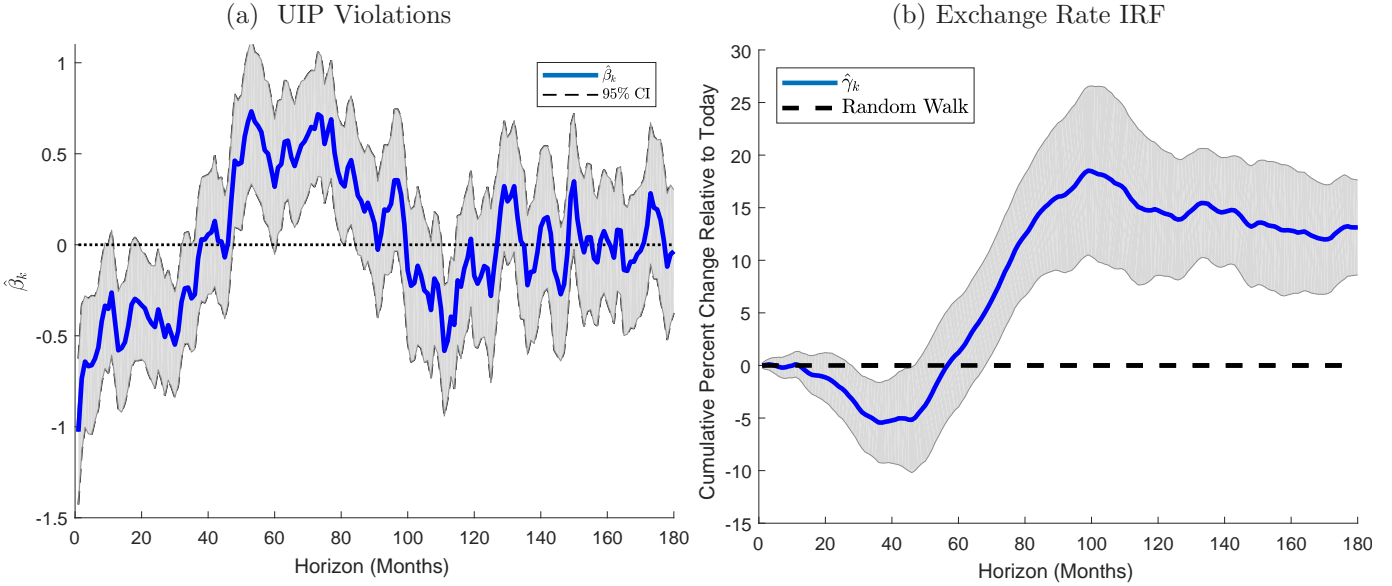 (a) UIP Violations
1
0.5
0
-0.5
-1
-1.5
β̂ₖ
β̂ₖ
95% CI
0 20 40 60 80 100 120 140 160 180
Horizon (Months)
(b) Exchange Rate IRF
30
25
20
15
10
5
0
-5
-10
-15
Cumulative Percent Change Relative to Today
γ̂ₖ
Random Walk
0 20 40 60 80 100 120 140 160 180
Horizon (Months)